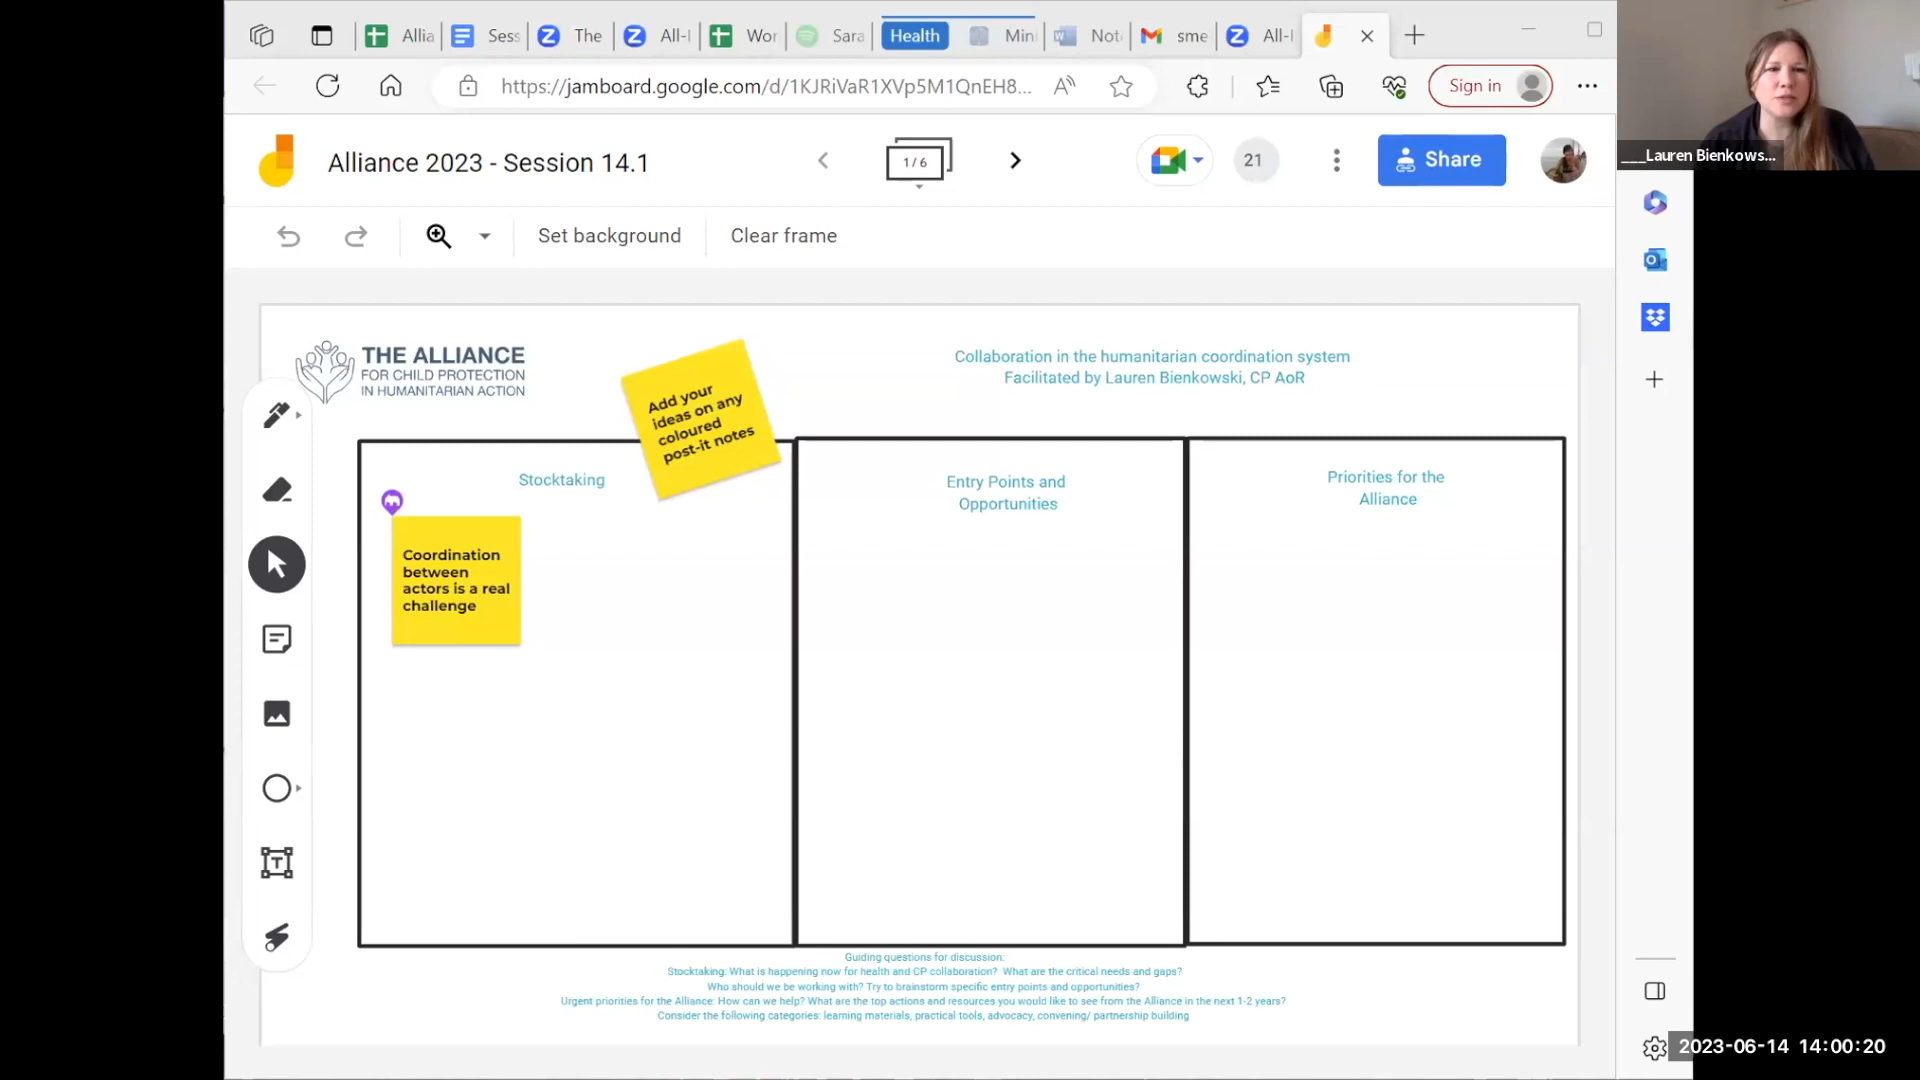 Allia
Sess
The
All-I
Wor
Sara
Health
Min
Not
sme
All-I
https://jamboard.google.com/d/1KJRiVaR1XVp5M1QnEH8...
Sign in
___Lauren Bienkows...
Alliance 2023 - Session 14.1
1 / 6
21
Share
Set background
Clear frame
THE ALLIANCE
FOR CHILD PROTECTION
IN HUMANITARIAN ACTION
Add your
ideas on any
coloured
post-it notes
Collaboration in the humanitarian coordination system
Facilitated by Lauren Bienkowski, CP AoR
Stocktaking
Entry Points and
Opportunities
Priorities for the
Alliance
Coordination
between
actors is a real
challenge
Guiding questions for discussion:
Stocktaking: What is happening now for health and CP collaboration? What are the critical needs and gaps?
Who should we be working with? Try to brainstorm specific entry points and opportunities?
Urgent priorities for the Alliance: How can we help? What are the top actions and resources you would like to see from the Alliance in the next 1-2 years?
Consider the following categories: learning materials, practical tools, advocacy, convening/ partnership building
2023-06-14 14:00:20